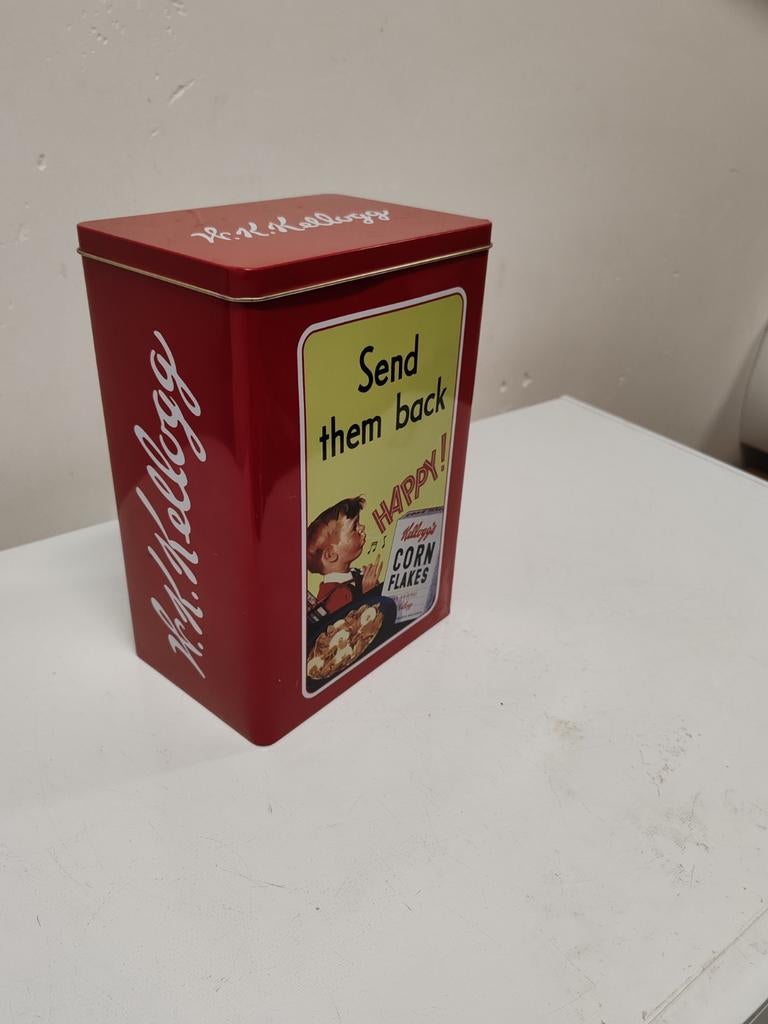 W.K.Kellogg
W.K.Kellogg
Send
them back
HAPPY!
Kellogg's
CORN
FLAKES